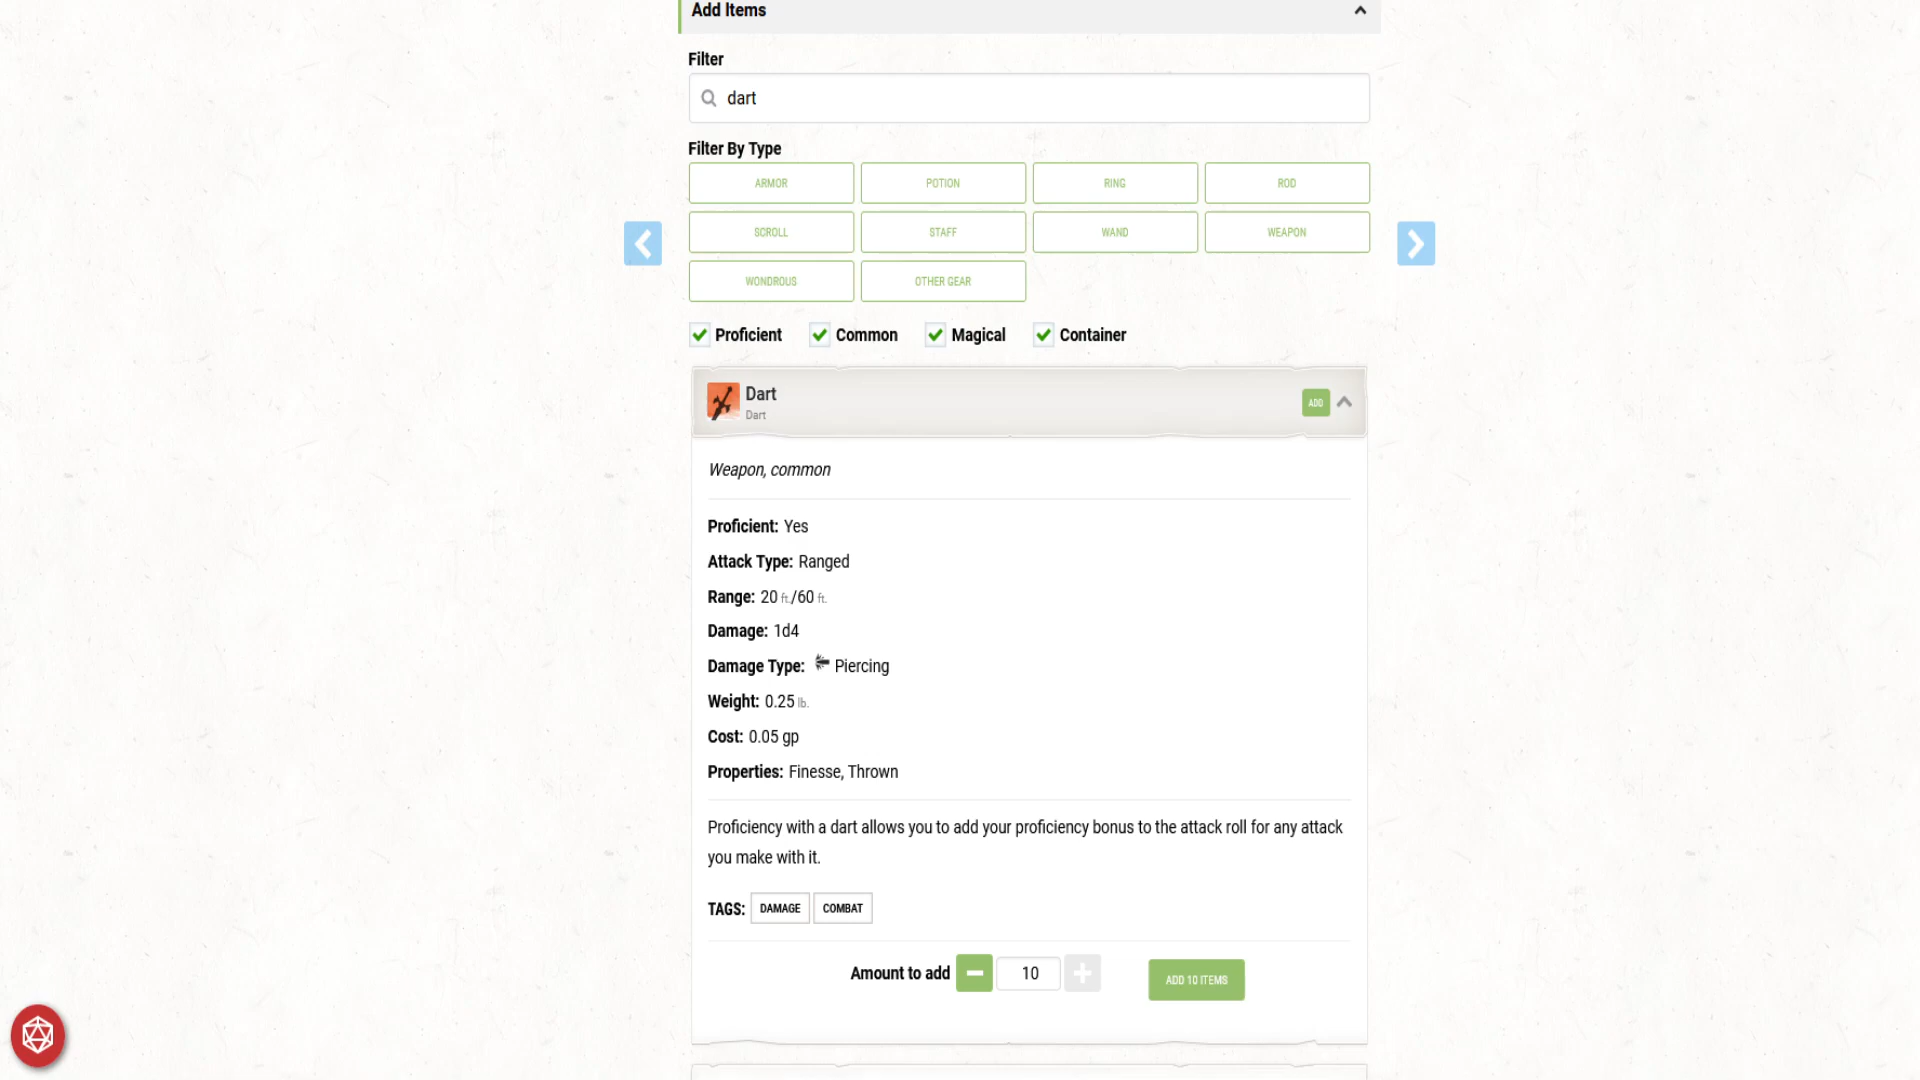 Add Items
Filter
dart
Filter By Type
ARMOR
POTION
RING
ROD
SCROLL
STAFF
WAND
WEAPON
WONDROUS
OTHER GEAR
Proficient
Common
Magical
Container
Dart
Dart
ADD
Weapon, common
Proficient: Yes
Attack Type: Ranged
Range: 20 ft./60 ft.
Damage: 1d4
Damage Type: Piercing
Weight: 0.25 lb.
Cost: 0.05 gp
Properties: Finesse, Thrown
Proficiency with a dart allows you to add your proficiency bonus to the attack roll for any attack
you make with it.
TAGS: DAMAGE COMBAT
Amount to add 10 ADD 10 ITEMS